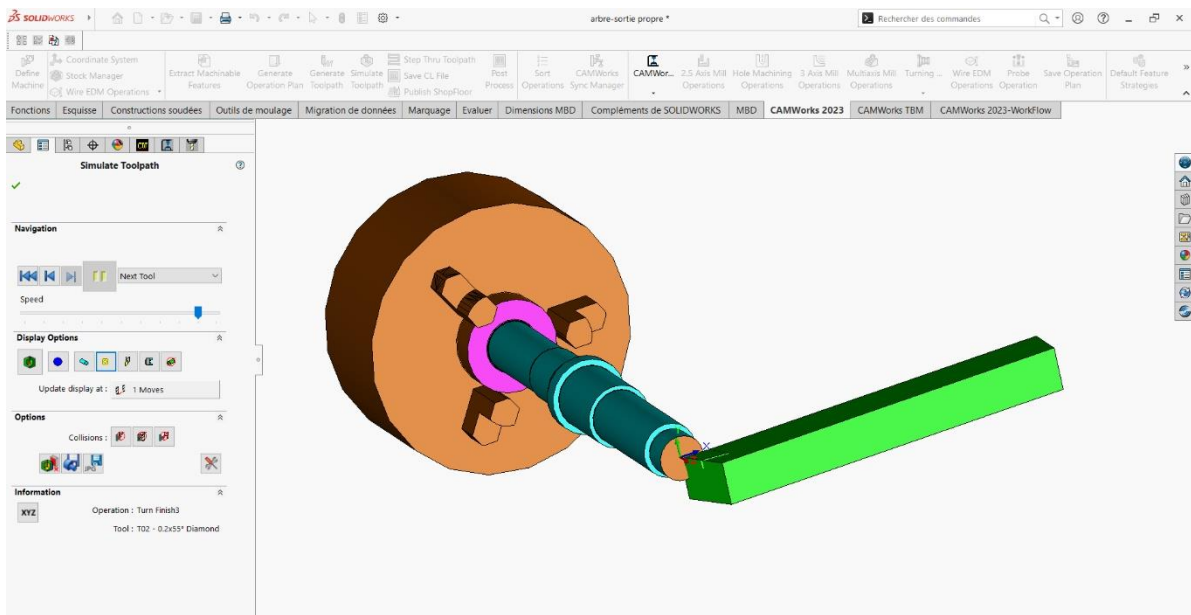 SOLIDWORKS
arbre-sortie propre *
Rechercher des commandes
Define Machine
Coordinate System
Stock Manager
Wire EDM Operations
Extract Machinable Features
Generate Operation Plan
Generate Toolpath
Simulate Toolpath
Step Thru Toolpath
Save CL File
Publish ShopFloor
Post Process
Sort Operations
CAMWorks Sync Manager
CAMWor...
2.5 Axis Mill Operations
Hole Machining Operations
3 Axis Mill Operations
Multiaxis Mill Operations
Turning ...
Wire EDM Operations
Probe Operation
Save Operation Plan
Default Feature Strategies
Fonctions Esquisse Constructions soudées Outils de moulage Migration de données Marquage Evaluer Dimensions MBD Compléments de SOLIDWORKS MBD CAMWorks 2023 CAMWorks TBM CAMWorks 2023-WorkFlow
Simulate Toolpath
Navigation
Next Tool
Speed
Display Options
Update display at : 1 Moves
Options
Collisions :
Information
XYZ
Operation : Turn Finish3
Tool : T02 - 0.2x55° Diamond
X